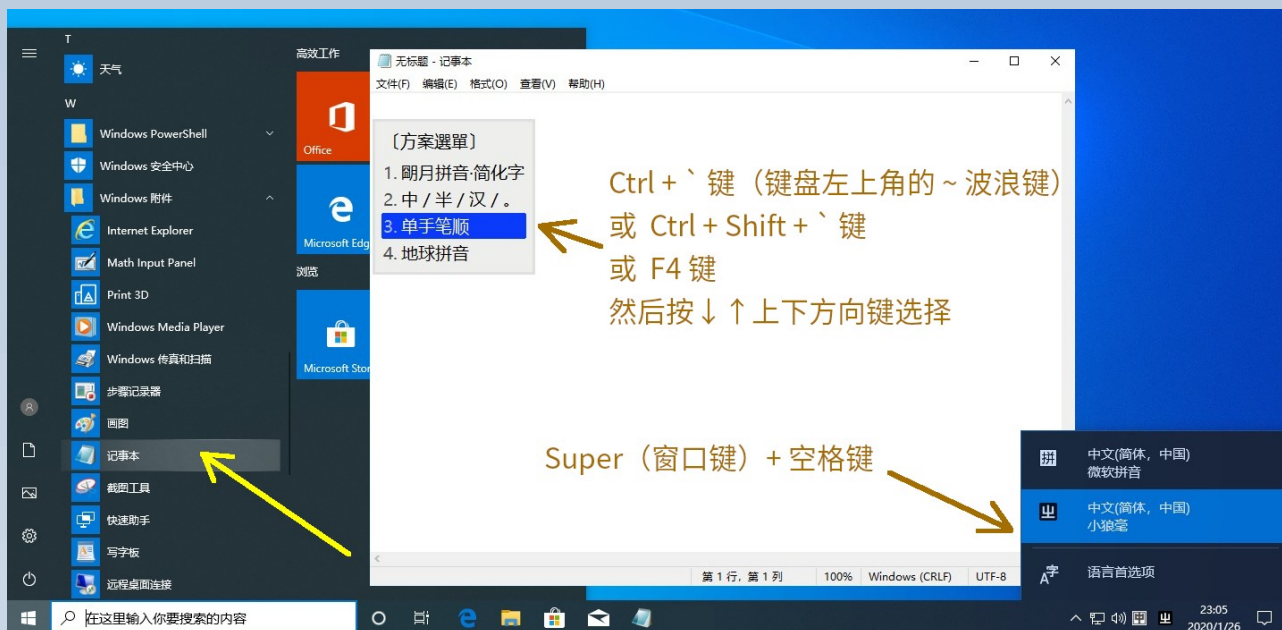 T
天气
W
Windows PowerShell
Windows 安全中心
Windows 附件
Internet Explorer
Math Input Panel
Print 3D
Windows Media Player
Windows 传真和扫描
步骤记录器
画图
记事本
截图工具
快速助手
写字板
远程桌面连接
高效工作
Office
Microsoft Edg
浏览
Microsoft Stor
无标题 - 记事本
文件(F) 编辑(E) 格式(O) 查看(V) 帮助(H)
〔方案選單〕
1. 朙月拼音·简化字
2. 中 / 半 / 汉 / 。
3. 单手笔顺
4. 地球拼音
Ctrl + ` 键（键盘左上角的 ~ 波浪键）
或 Ctrl + Shift + ` 键
或 F4 键
然后按↓↑上下方向键选择
Super（窗口键）+ 空格键
第 1 行, 第 1 列 100% Windows (CRLF) UTF-8
拼 中文(简体，中国)
微软拼音
中文(简体，中国)
小狼毫
A字 语言首选项
在这里输入你要搜索的内容
中
23:05
2020/1/26